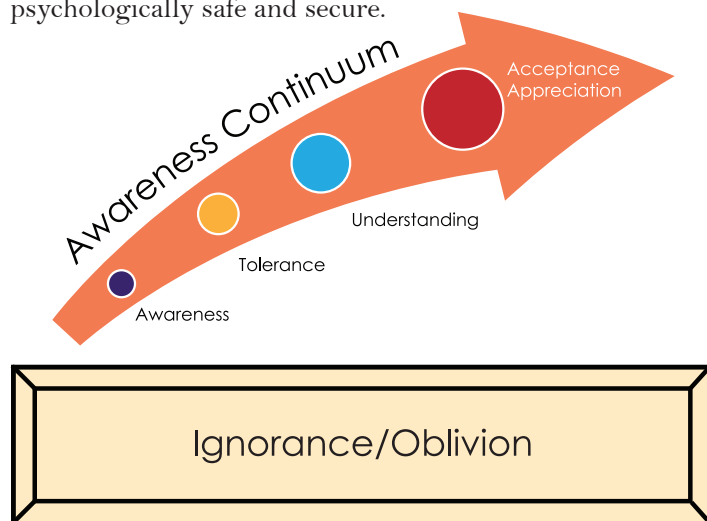 psychologically safe and secure.
Awareness Continuum
Acceptance
Appreciation
Understanding
Tolerance
Awareness
Ignorance/Oblivion